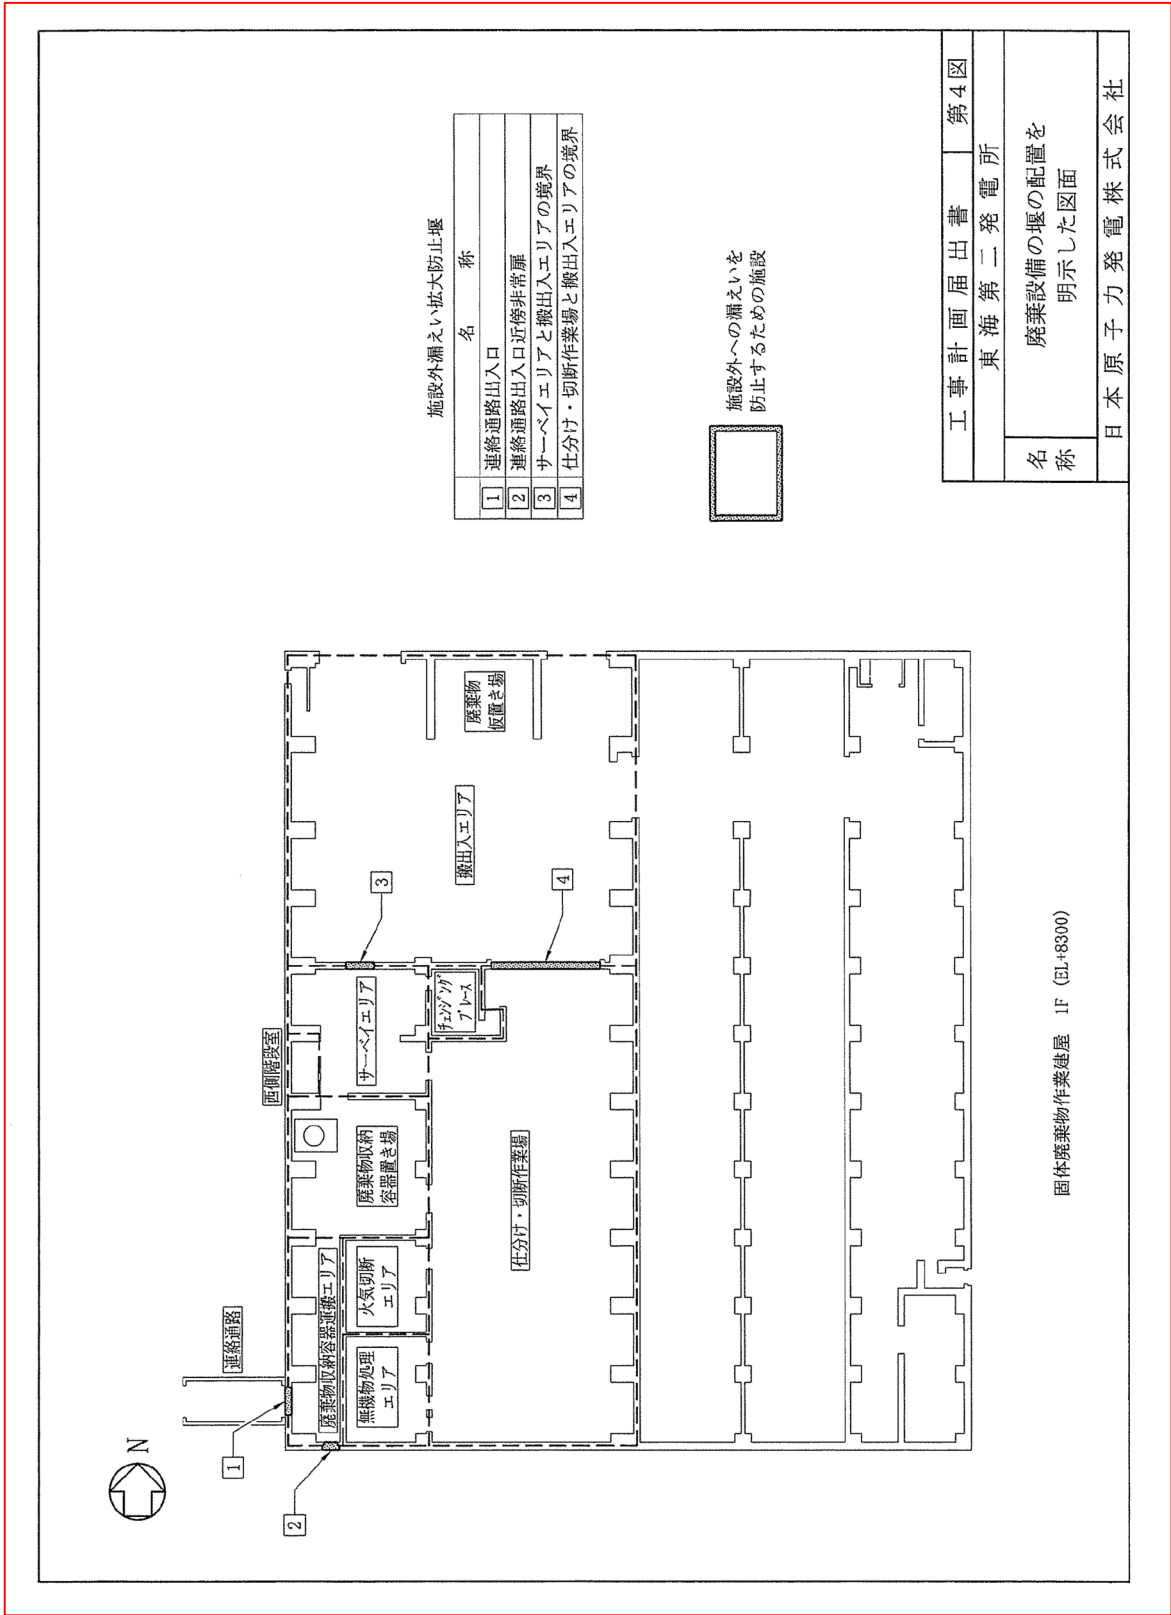 N
1
2
3
4
連絡通路
西側階段室
廃棄物収納容器運搬エリア
無機物処理
エリア
火気切断
エリア
廃棄物収納
容器置き場
サーベイエリア
チェンジング
プレース
仕分け・切断作業場
搬出入エリア
廃棄物
仮置き場
固体廃棄物作業建屋 1F (EL+8300)
施設外漏えい拡大防止堰
名 称
1 連絡通路出入口
2 連絡通路出入口近傍非常扉
3 サーベイエリアと搬出入エリアの境界
4 仕分け・切断作業場と搬出入エリアの境界
施設外への漏えいを
防止するための施設
工事計画届出書 第4図
東海第二発電所
名称 廃棄設備の堰の配置を
明示した図面
日本原子力発電株式会社